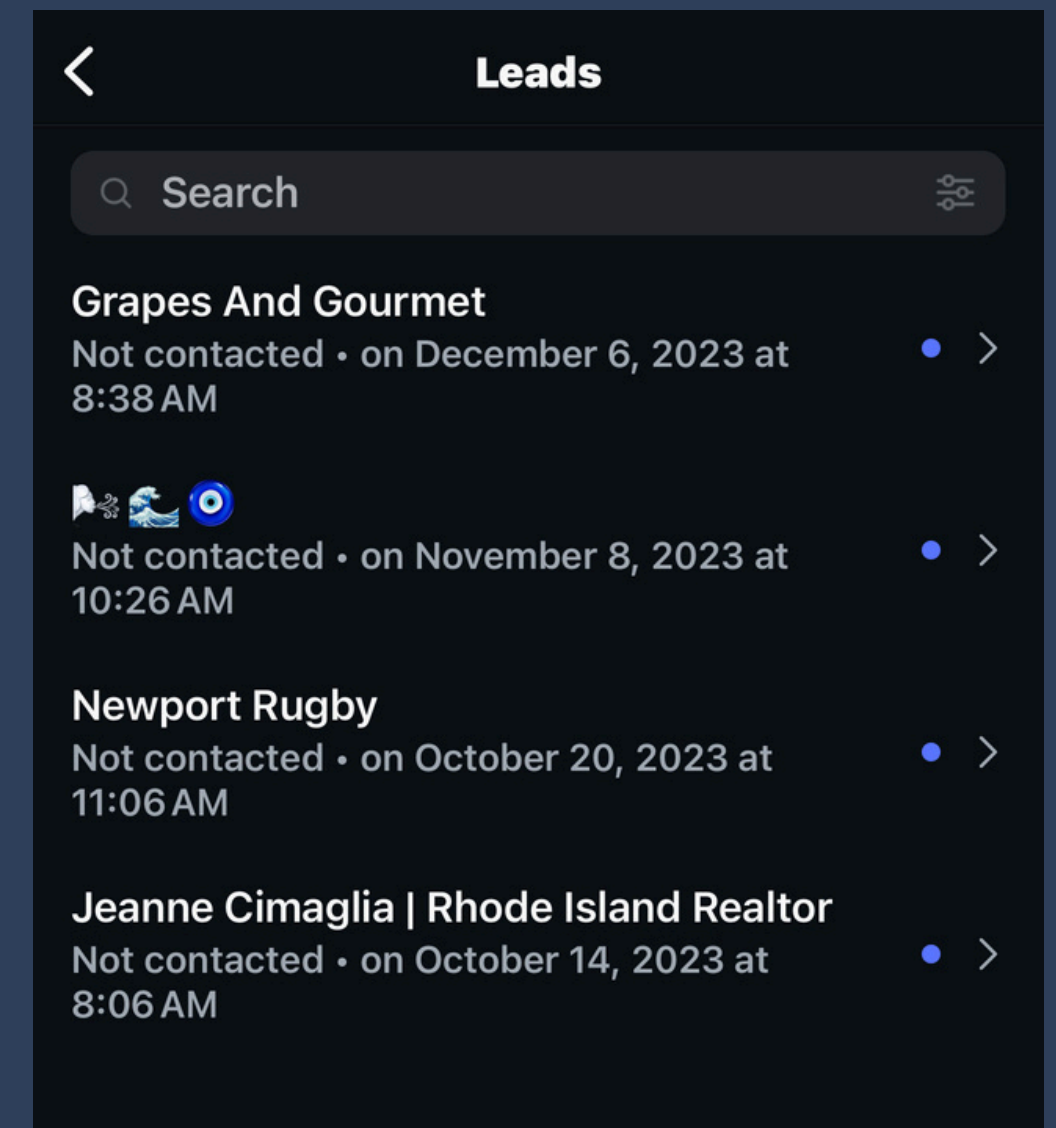 Leads
Search
Grapes And Gourmet
Not contacted • on December 6, 2023 at
8:38 AM
🌬️🌊🧿
Not contacted • on November 8, 2023 at
10:26 AM
Newport Rugby
Not contacted • on October 20, 2023 at
11:06 AM
Jeanne Cimaglia | Rhode Island Realtor
Not contacted • on October 14, 2023 at
8:06 AM